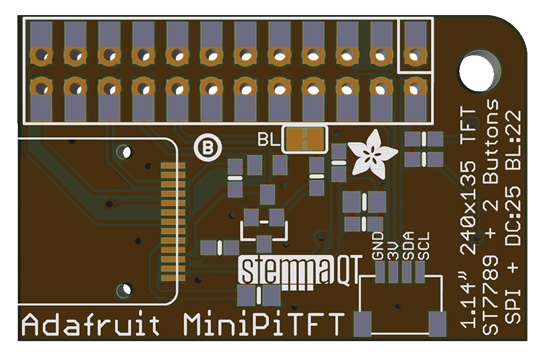 BL
B
GND
3V
SDA
SCL
stemma QT
Adafruit MiniPiTFT
1.14" 240x135 TFT
ST7789 + 2 Buttons
SPI + DC:25 BL:22